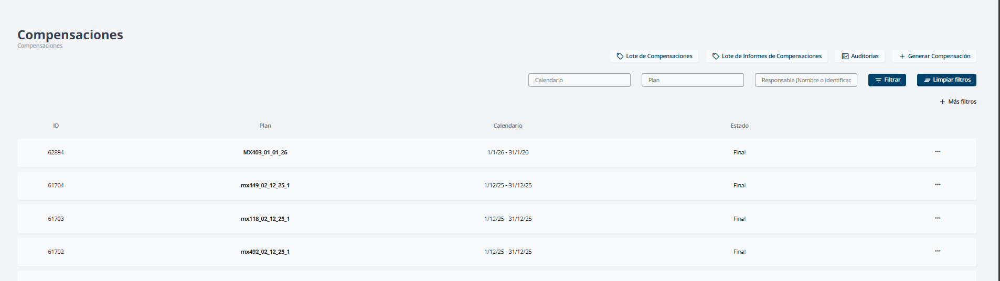 Compensaciones
Compensaciones
Lote de Compensaciones Lote de Informes de Compensaciones Auditorias + Generar Compensación
Calendario Plan Responsable (Nombre o Identificac Filtrar Limpiar filtros
+ Más filtros
ID Plan Calendario Estado
62894 MX403_01_01_26 1/1/26 - 31/1/26 Final ...
61704 mx449_02_12_25_1 1/12/25 - 31/12/25 Final ...
61703 mx118_02_12_25_1 1/12/25 - 31/12/25 Final ...
61702 mx492_02_12_25_1 1/12/25 - 31/12/25 Final ...